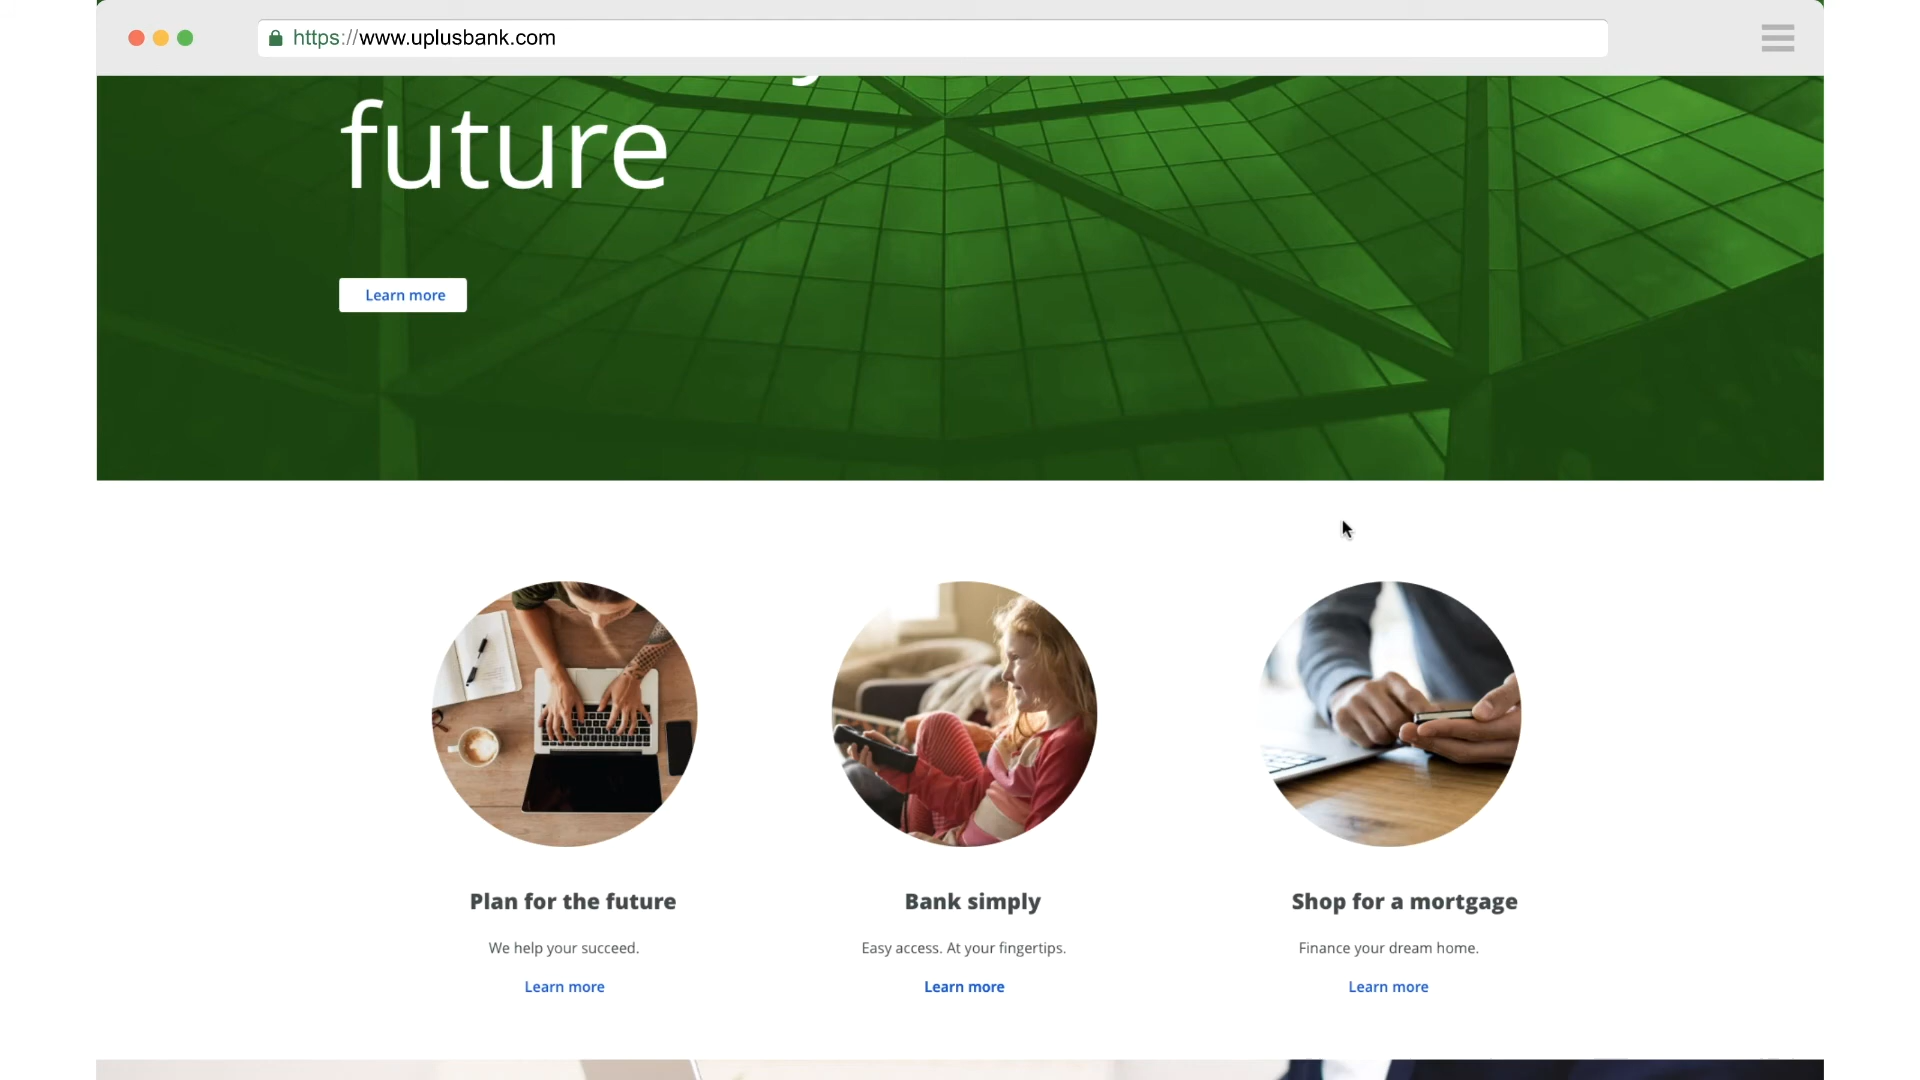 https://www.uplusbank.com
future
Learn more
Plan for the future
We help your succeed.
Learn more
Bank simply
Easy access. At your fingertips.
Learn more
Shop for a mortgage
Finance your dream home.
Learn more